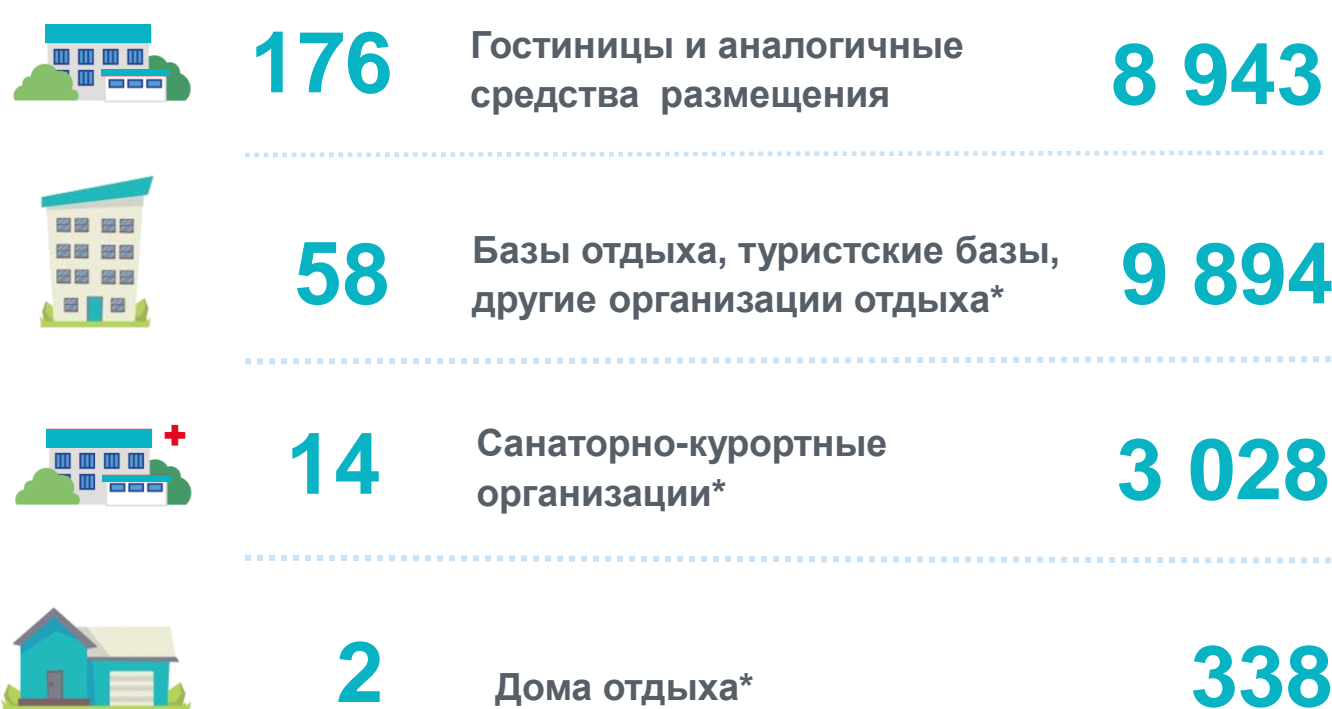 176 Гостиницы и аналогичные 8 943
средства размещения
58 Базы отдыха, туристские базы, 9 894
другие организации отдыха*
14 Санаторно-курортные 3 028
организации*
2 Дома отдыха* 338